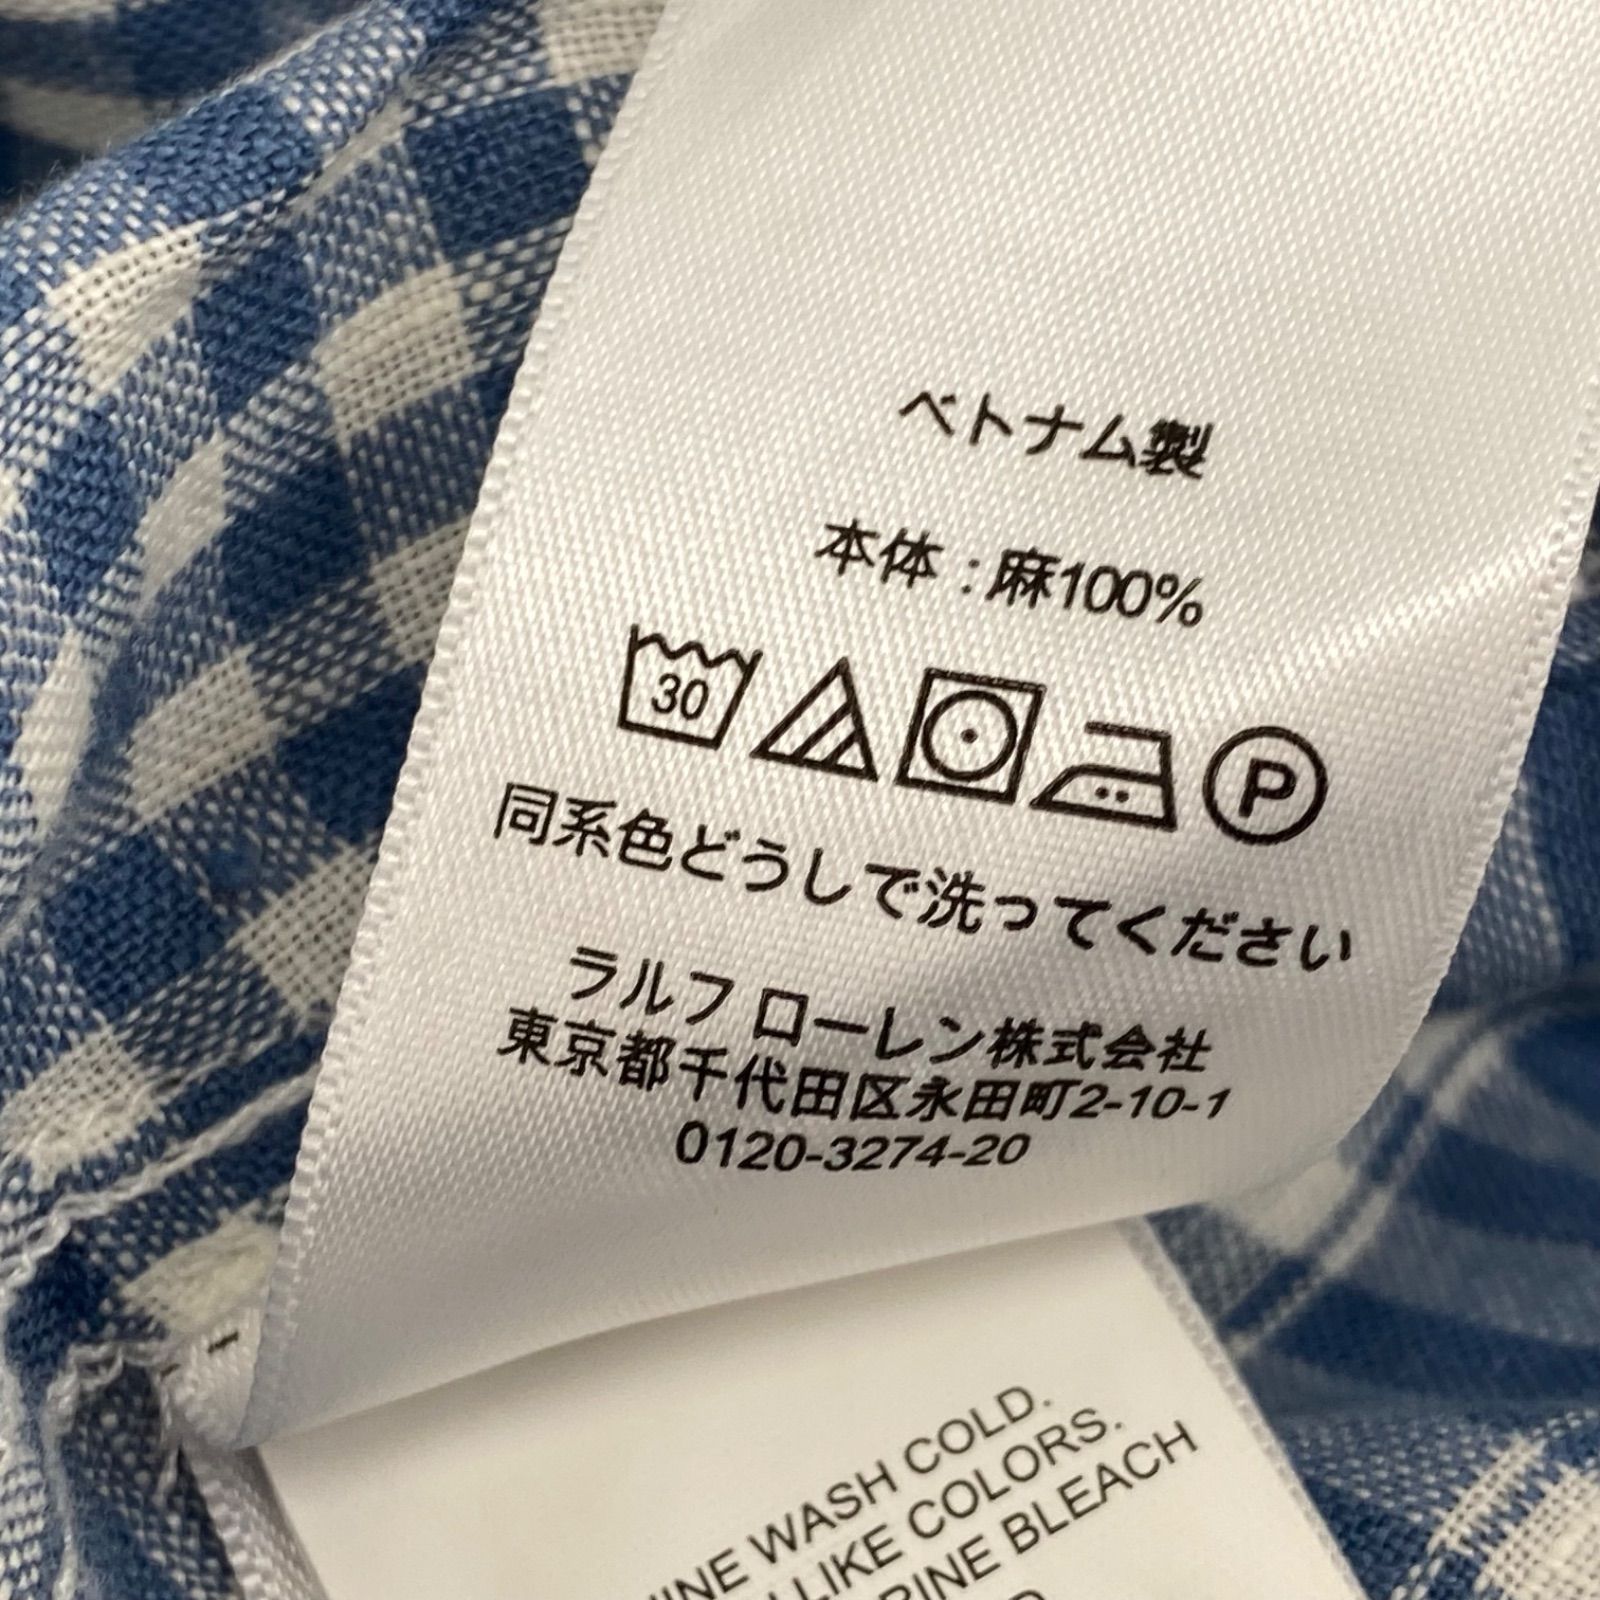 ベトナム製
本体：麻100%
30
P
同系色どうしで洗ってください
ラルフ ローレン株式会社
東京都千代田区永田町2-10-1
0120-3274-20
WASH COLD.
LIKE COLORS.
BLEACH